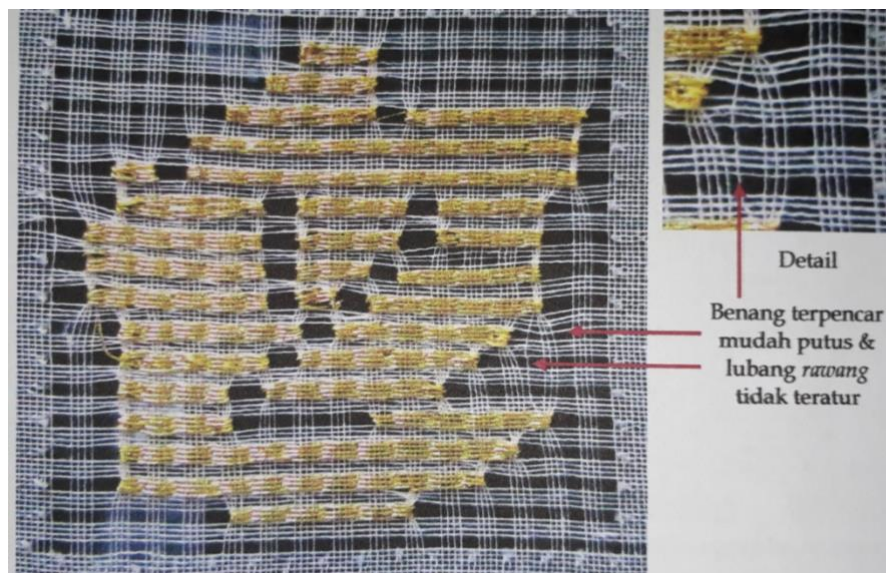 Detail
Benang terpencar
mudah putus &
lubang rawang
tidak teratur